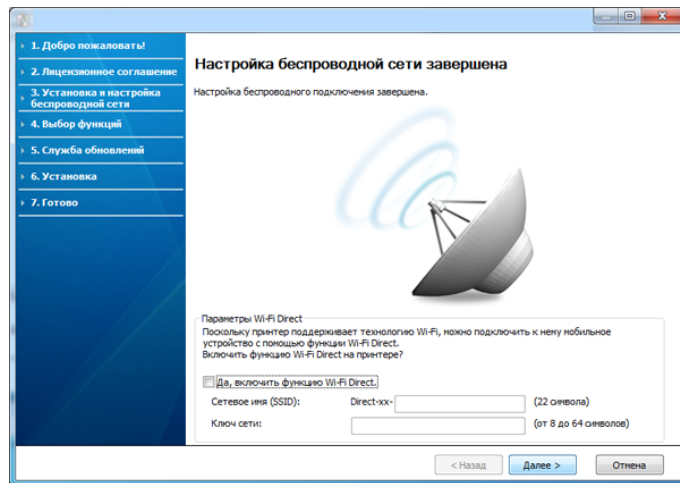 1. Добро пожаловать!
2. Лицензионное соглашение
3. Установка и настройка
беспроводной сети
4. Выбор функций
5. Служба обновлений
6. Установка
7. Готово
Настройка беспроводной сети завершена
Настройка беспроводного подключения завершена.
Параметры Wi-Fi Direct
Поскольку принтер поддерживает технологию Wi-Fi, можно подключить к нему мобильное
устройство с помощью функции Wi-Fi Direct.
Включить функцию Wi-Fi Direct на принтере?
Да, включить функцию Wi-Fi Direct.
Сетевое имя (SSID): Direct-xx- (22 символа)
Ключ сети: (от 8 до 64 символов)
< Назад Далее > Отмена